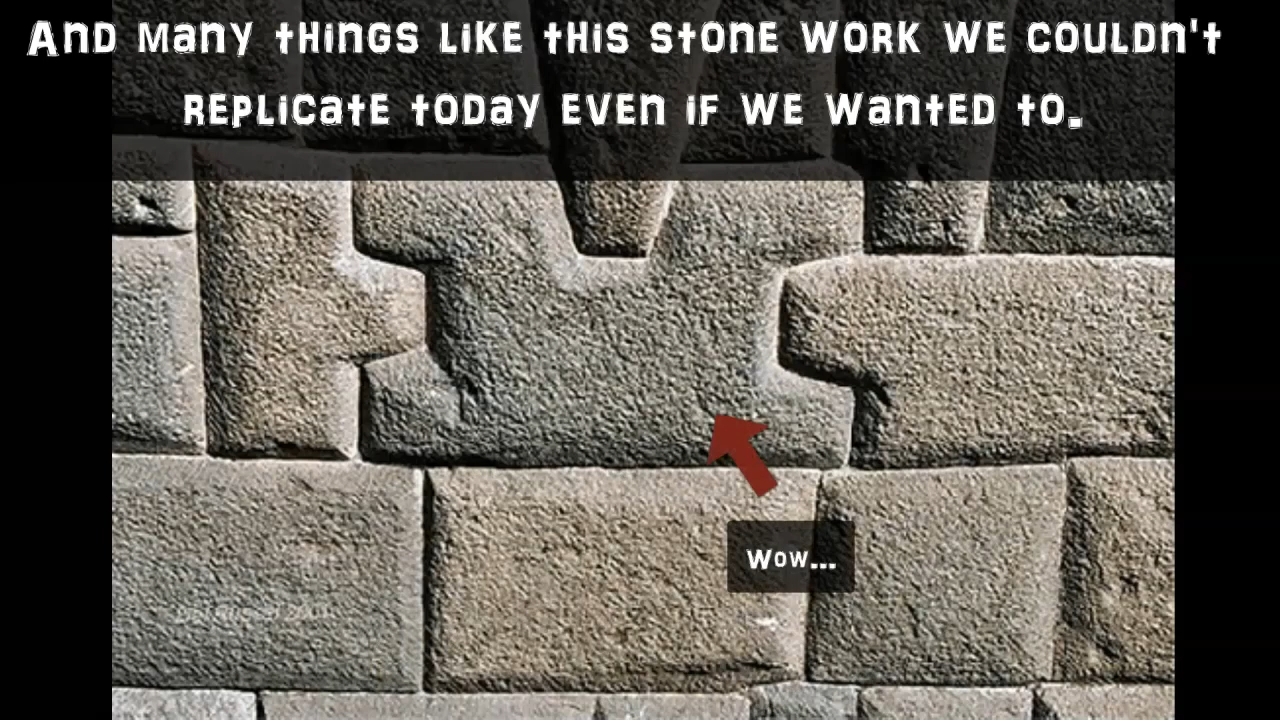 And many things like this stone work we couldn't
replicate today even if we wanted to.
Wow...